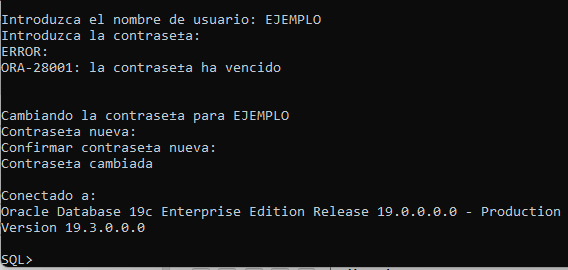 Introduzca el nombre de usuario: EJEMPLO
Introduzca la contrase±a:
ERROR:
ORA-28001: la contrase±a ha vencido
Cambiando la contrase±a para EJEMPLO
Contrase±a nueva:
Confirmar contrase±a nueva:
Contrase±a cambiada
Conectado a:
Oracle Database 19c Enterprise Edition Release 19.0.0.0.0 - Production
Version 19.3.0.0.0
SQL>